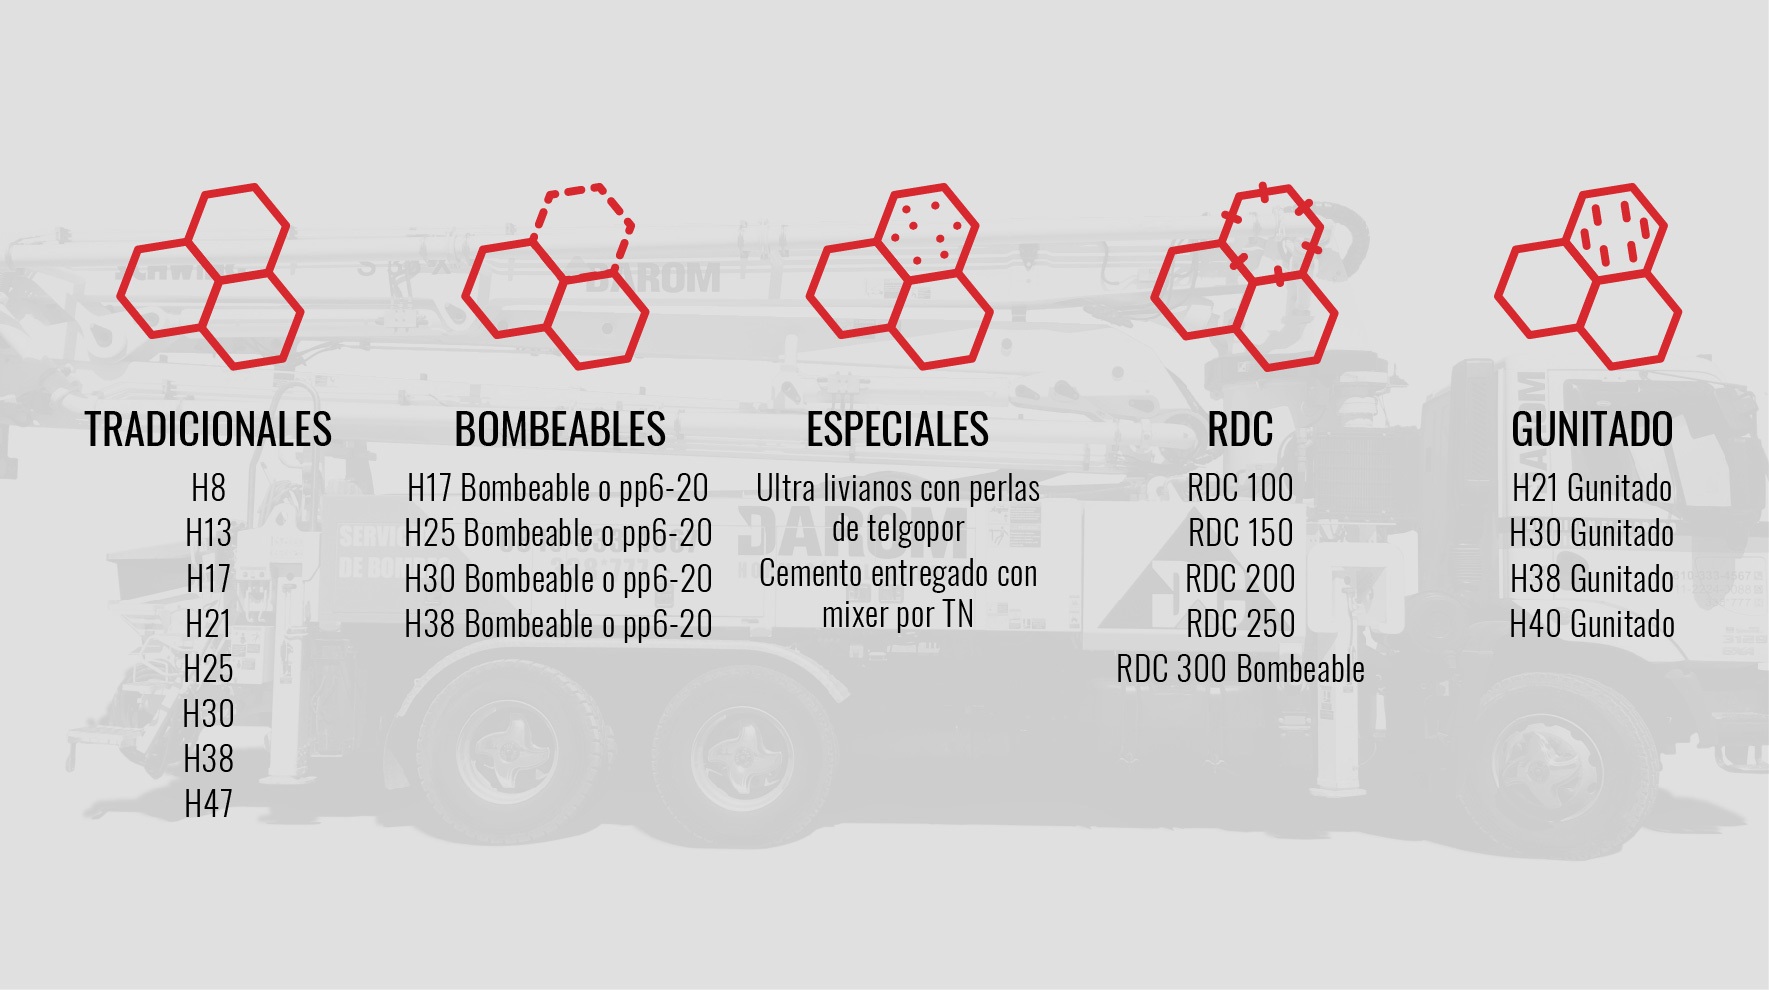 TRADICIONALES
H8
H13
H17
H21
H25
H30
H38
H47
BOMBEABLES
H17 Bombeable o pp6-20
H25 Bombeable o pp6-20
H30 Bombeable o pp6-20
H38 Bombeable o pp6-20
ESPECIALES
Ultra livianos con perlas
de telgopor
Cemento entregado con
mixer por TN
RDC
RDC 100
RDC 150
RDC 200
RDC 250
RDC 300 Bombeable
GUNITADO
H21 Gunitado
H30 Gunitado
H38 Gunitado
H40 Gunitado
DAROM
DAROM